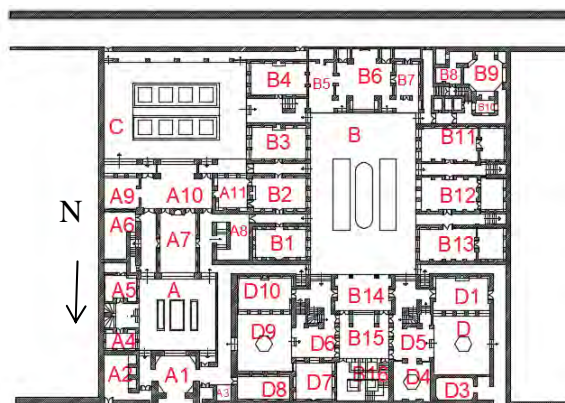 B4 B5 B6 B7 B8 B9
B10
C B B11
B3
A9 A10 A11 B2 B12
N
A6 A7 A8 B1 B13
A5 A D10 B14 D1
D9 D6 B15 D5 D
A4
A2 A1 A3 D8 D7 B16 D4 D3